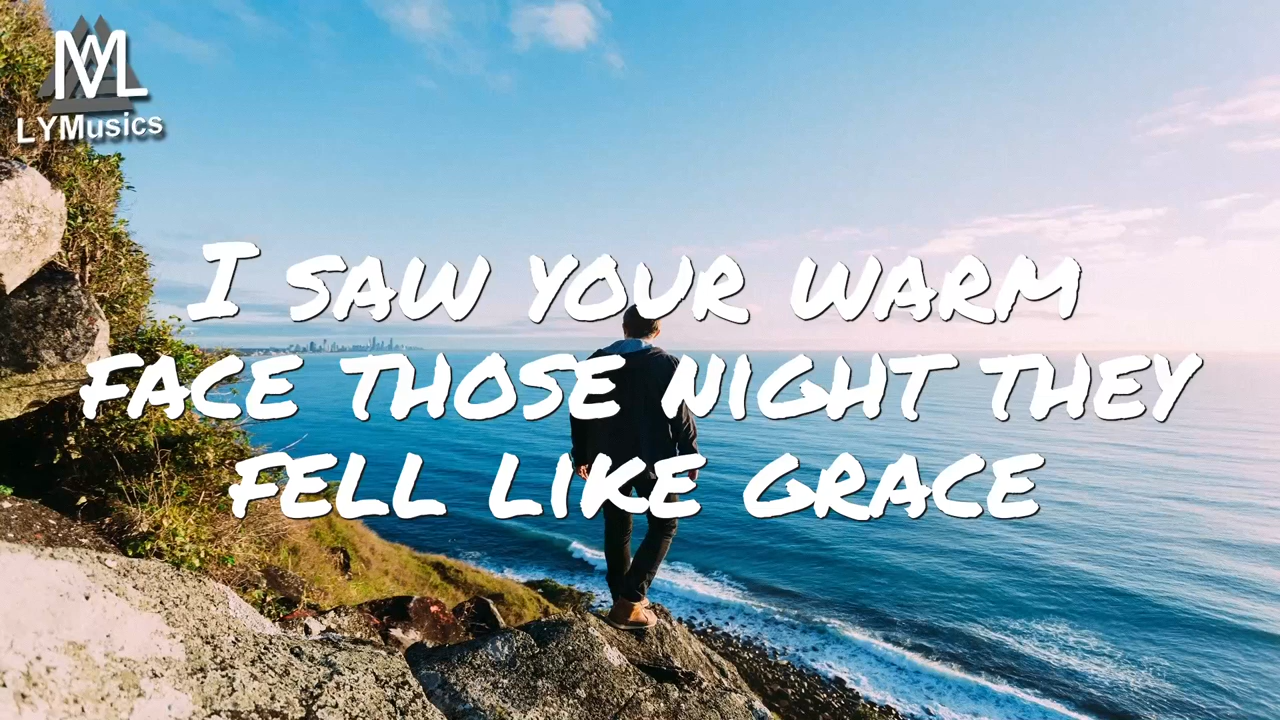 LYMusics
I SAW YOUR WARM
FACE THOSE NIGHT THEY
FELL LIKE GRACE